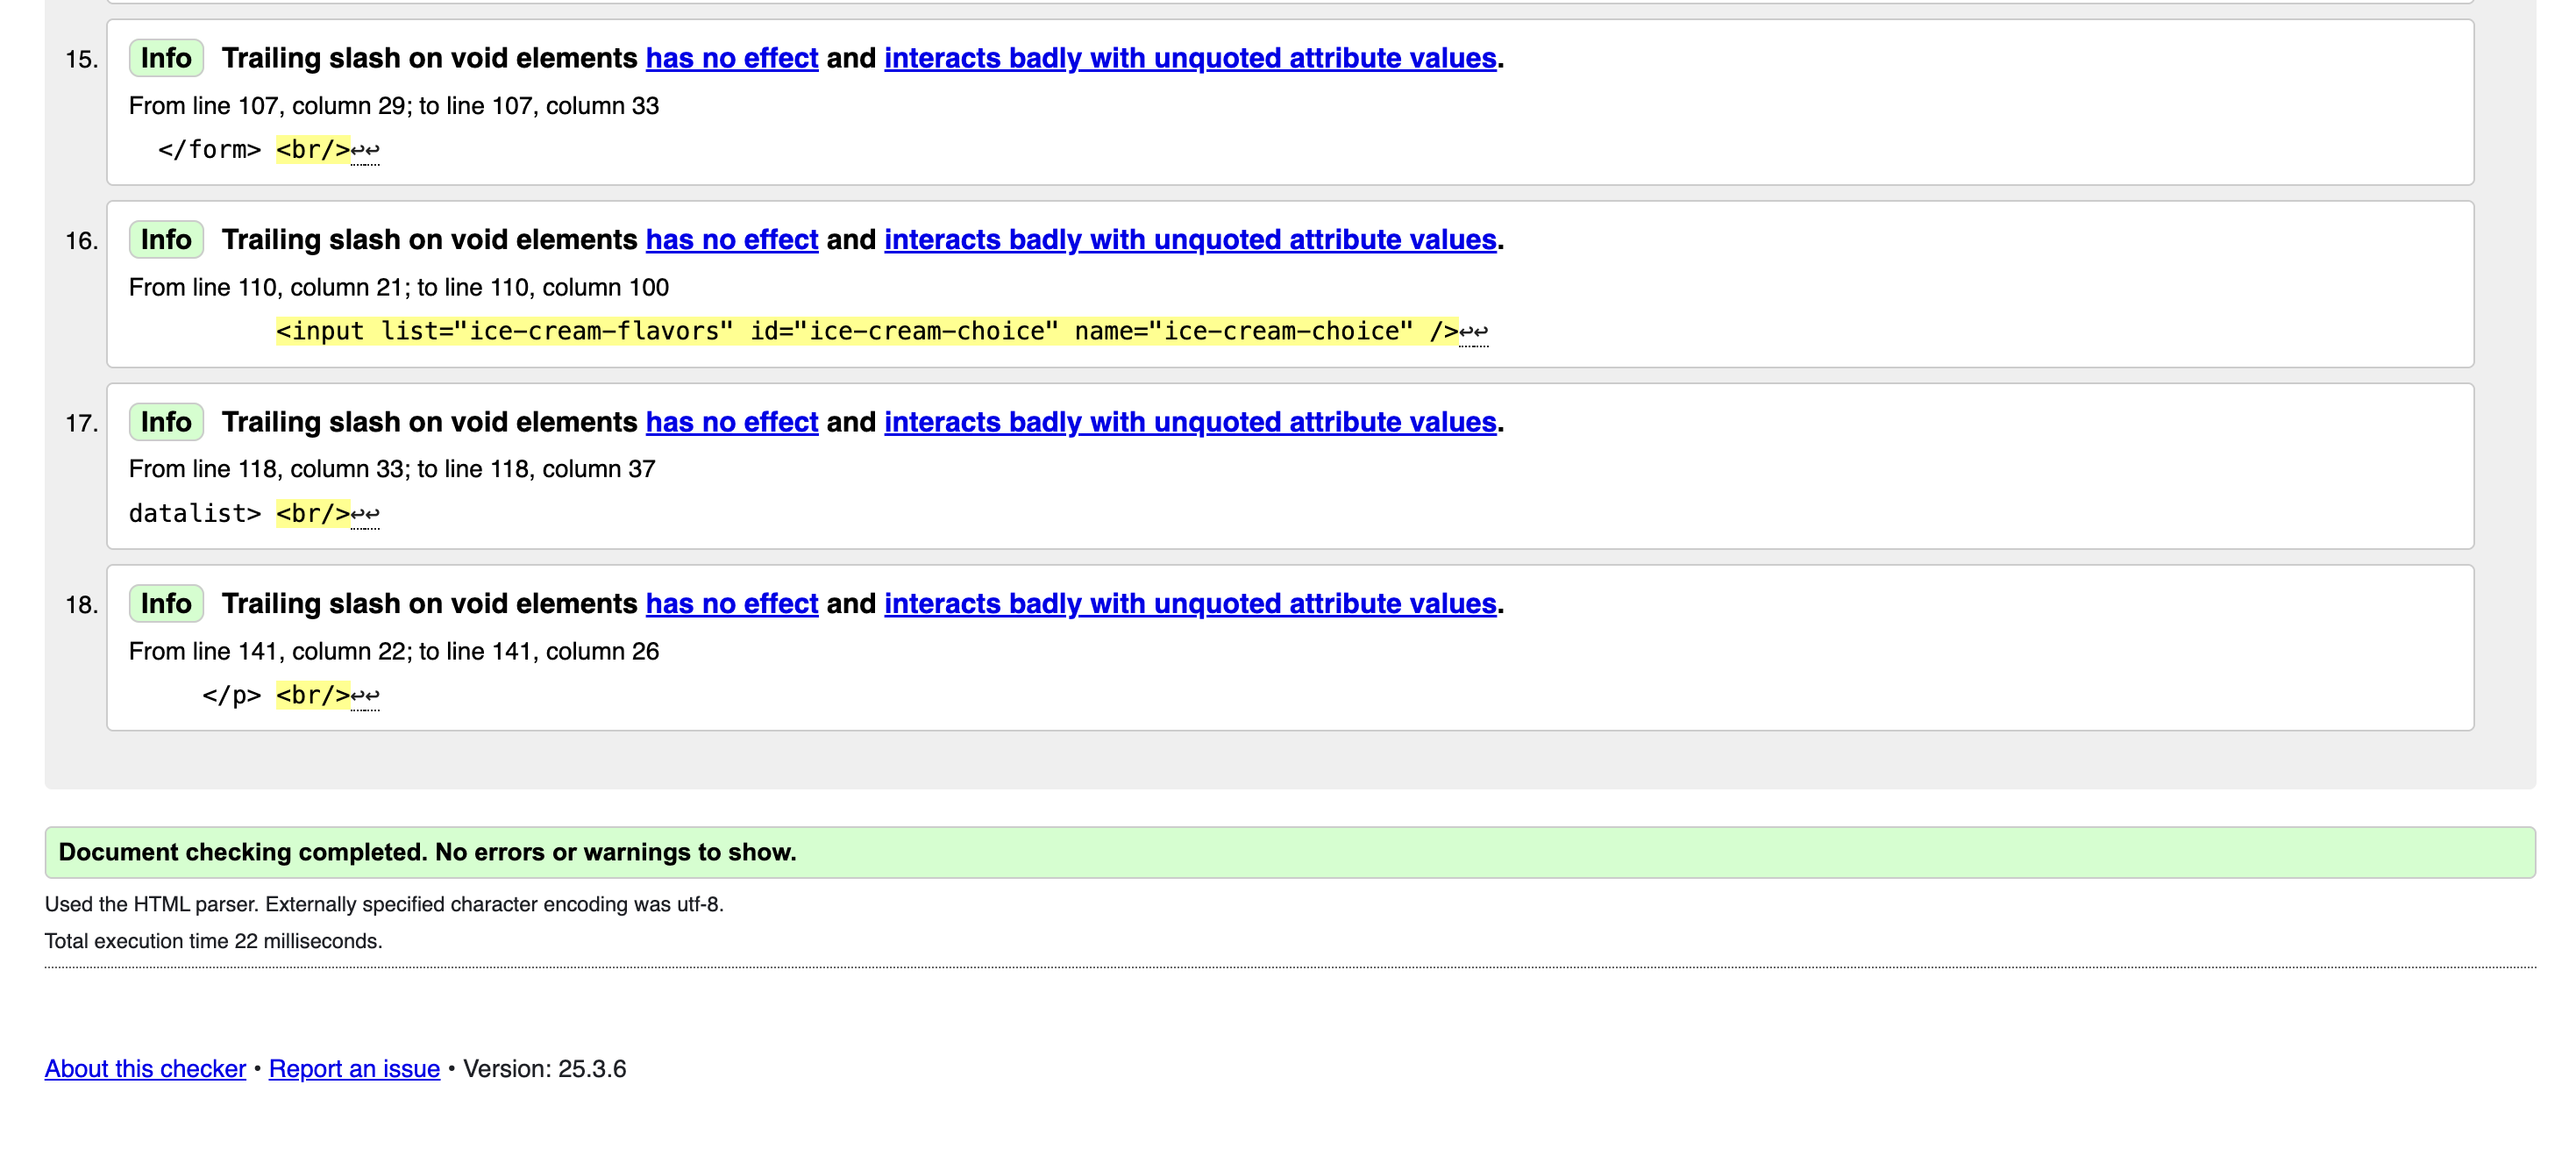 15. Info Trailing slash on void elements has no effect and interacts badly with unquoted attribute values.
From line 107, column 29; to line 107, column 33
</form> <br/>↩↩
16. Info Trailing slash on void elements has no effect and interacts badly with unquoted attribute values.
From line 110, column 21; to line 110, column 100
<input list="ice-cream-flavors" id="ice-cream-choice" name="ice-cream-choice" />↩↩
17. Info Trailing slash on void elements has no effect and interacts badly with unquoted attribute values.
From line 118, column 33; to line 118, column 37
datalist> <br/>↩↩
18. Info Trailing slash on void elements has no effect and interacts badly with unquoted attribute values.
From line 141, column 22; to line 141, column 26
</p> <br/>↩↩
Document checking completed. No errors or warnings to show.
Used the HTML parser. Externally specified character encoding was utf-8.
Total execution time 22 milliseconds.
About this checker • Report an issue • Version: 25.3.6